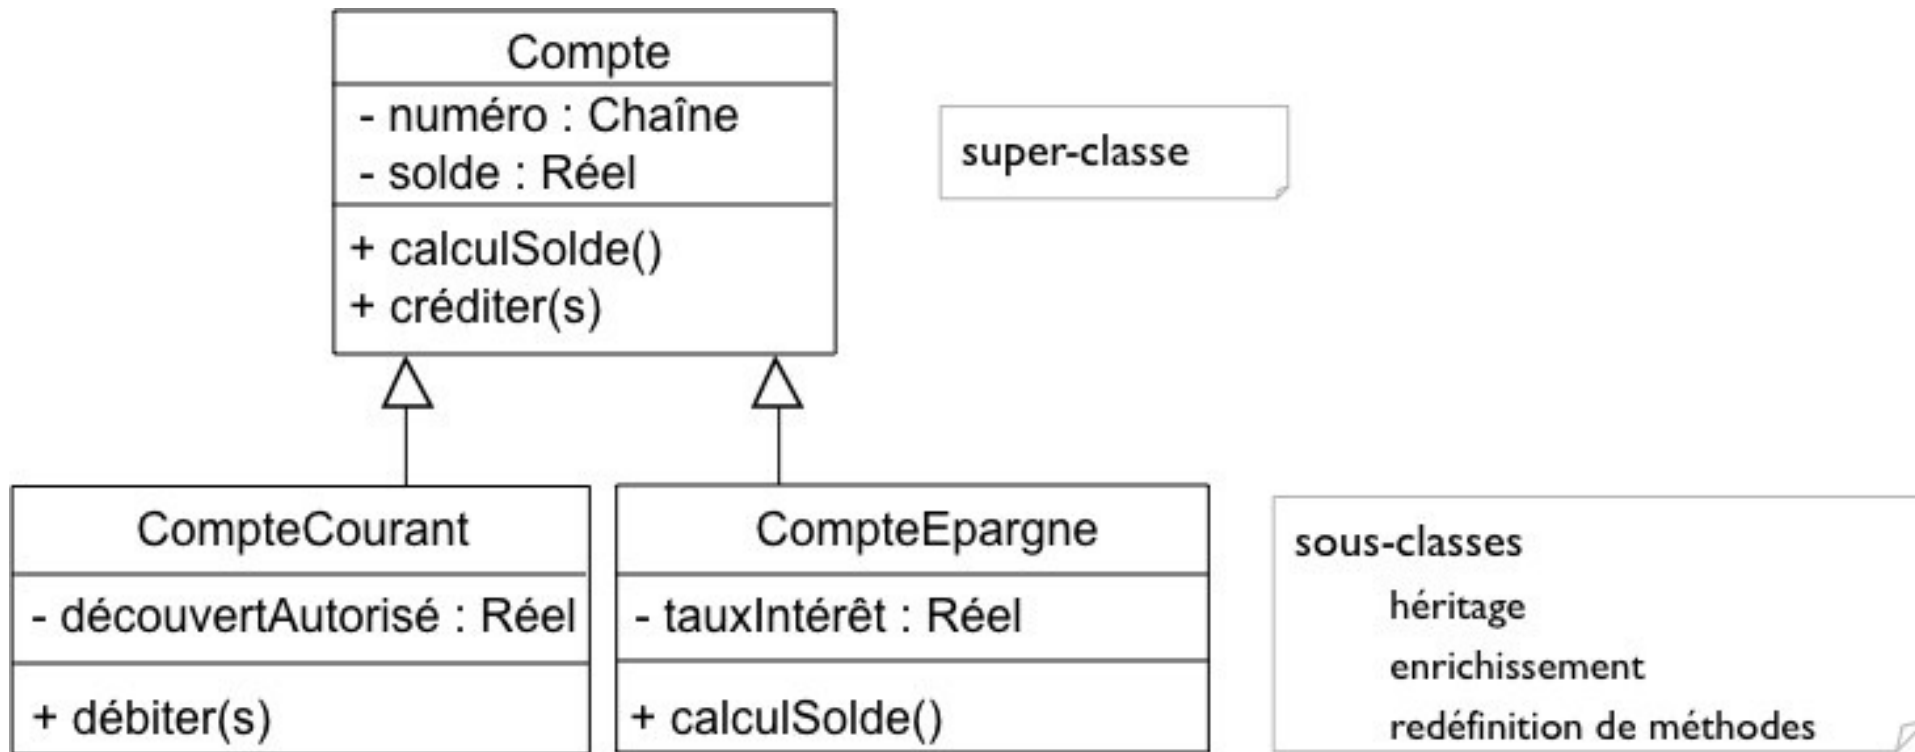 Compte
- numéro : Chaîne
- solde : Réel
+ calculSolde()
+ créditer(s)
super-classe
CompteCourant
- découvertAutorisé : Réel
+ débiter(s)
CompteEpargne
- tauxIntérêt : Réel
+ calculSolde()
sous-classes
héritage
enrichissement
redéfinition de méthodes